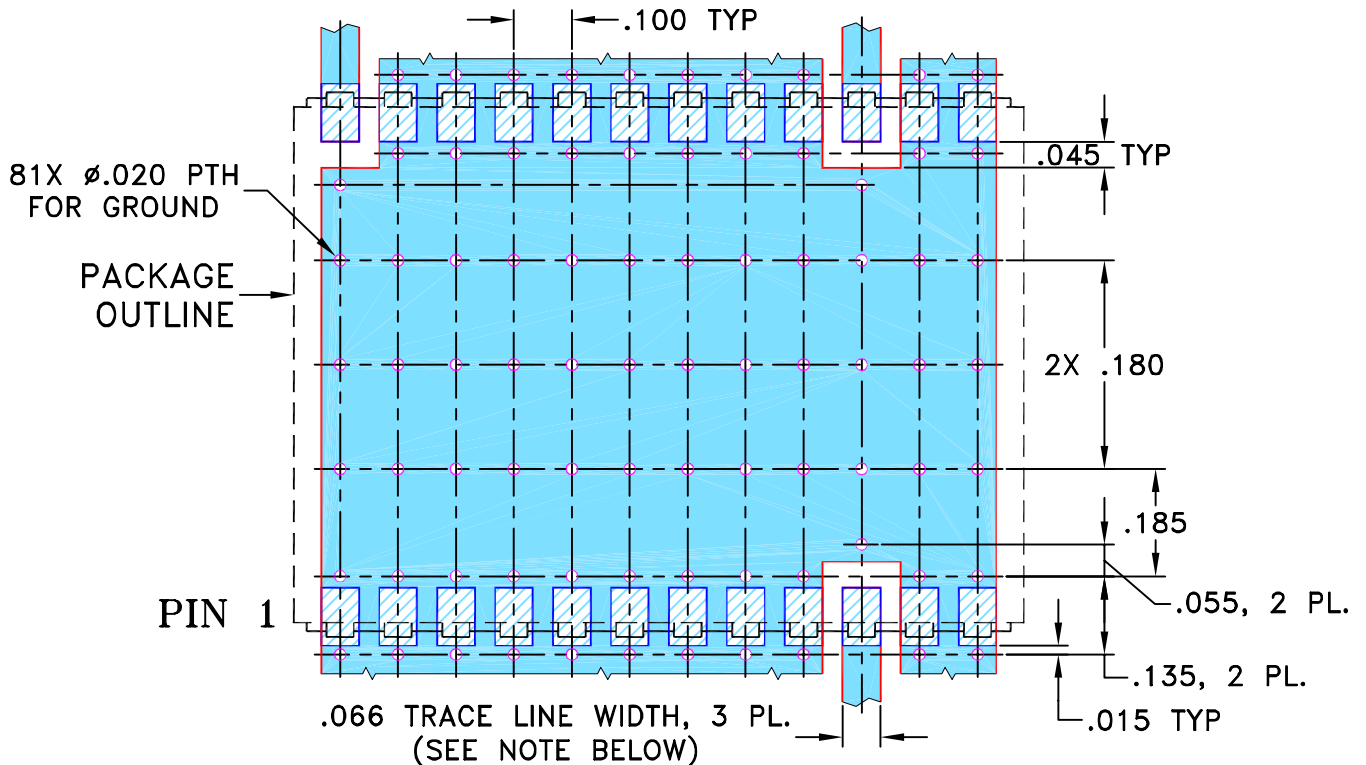 .100 TYP
.045 TYP
81X ø.020 PTH
FOR GROUND
PACKAGE
OUTLINE
2X .180
.185
PIN 1
.055, 2 PL.
.135, 2 PL.
.015 TYP
.066 TRACE LINE WIDTH, 3 PL.
(SEE NOTE BELOW)